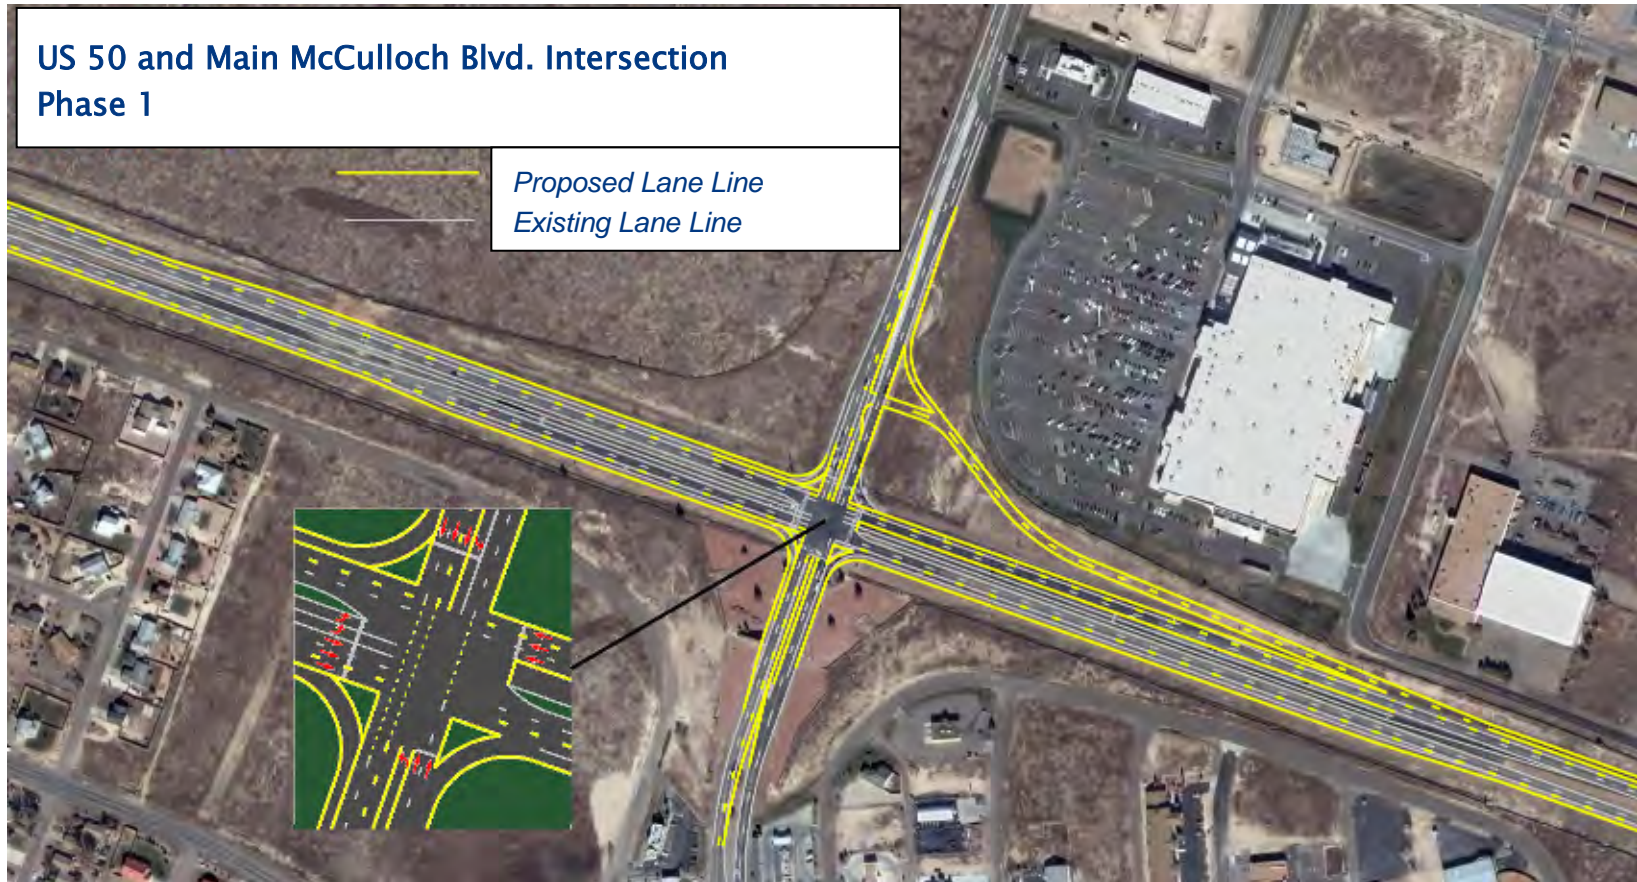 US 50 and Main McCulloch Blvd. Intersection
Phase 1
Proposed Lane Line
Existing Lane Line